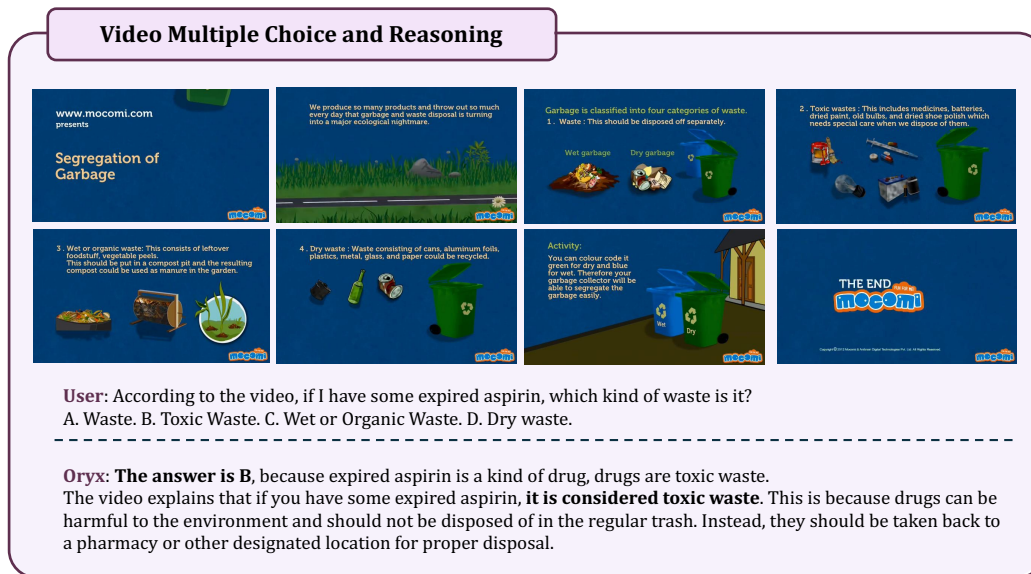 Video Multiple Choice and Reasoning
www.mocomi.com
presents
Segregation of
Garbage
mocomi
We produce so many products and throw out so much
every day that garbage and waste disposal is turning
into a major ecological nightmare.
mocomi
Garbage is classified into four categories of waste.
1 . Waste : This should be disposed off separately.
Wet garbage
Dry garbage
mocomi
2 . Toxic wastes : This includes medicines, batteries,
dried paint, old bulbs, and dried shoe polish which
needs special care when we dispose of them.
mocomi
3 . Wet or organic waste: This consists of leftover
foodstuff, vegetable peels.
This should be put in a compost pit and the resulting
compost could be used as manure in the garden.
mocomi
4 . Dry waste : Waste consisting of cans, aluminum foils,
plastics, metal, glass, and paper could be recycled.
mocomi
Activity:
You can colour code it
green for dry and blue
for wet. Therefore your
garbage collector will be
able to segregate the
garbage easily.
Wet
Dry
mocomi
THE END
mocomi
Copyright © 2012 Mocomi & Anibrain Digital Technologies Pvt. Ltd. All Rights Reserved.
User: According to the video, if I have some expired aspirin, which kind of waste is it?
A. Waste. B. Toxic Waste. C. Wet or Organic Waste. D. Dry waste.
Oryx: The answer is B, because expired aspirin is a kind of drug, drugs are toxic waste.
The video explains that if you have some expired aspirin, it is considered toxic waste. This is because drugs can be
harmful to the environment and should not be disposed of in the regular trash. Instead, they should be taken back to
a pharmacy or other designated location for proper disposal.